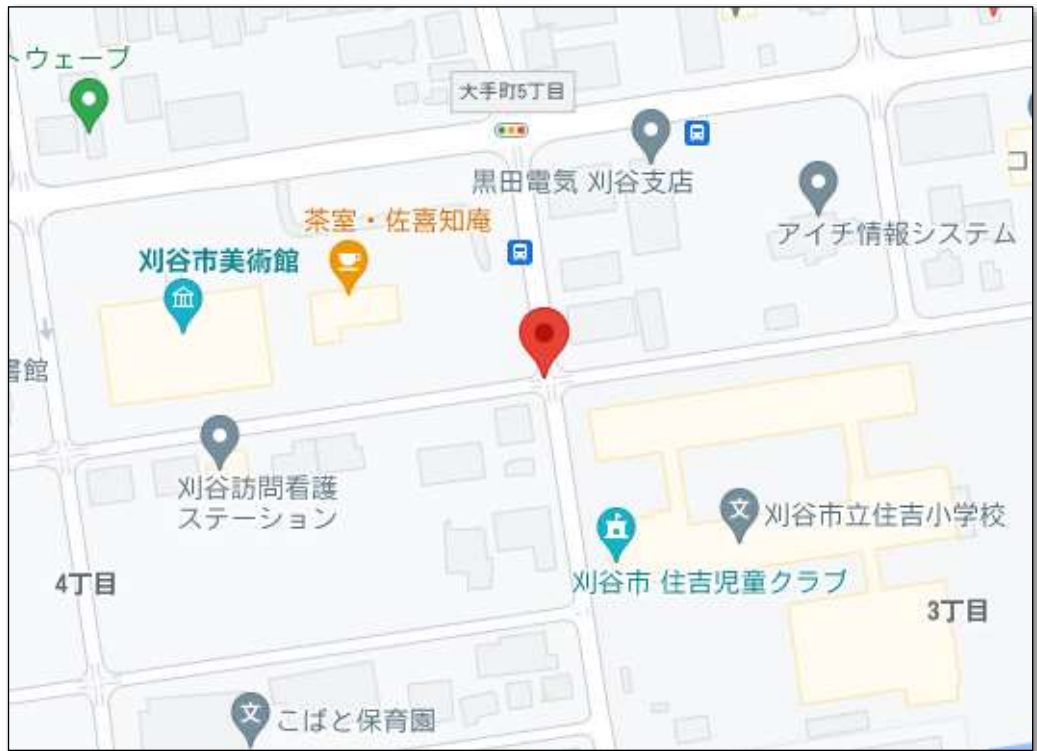 トウェーブ
大手町5丁目
黒田電気 刈谷支店
茶室・佐喜知庵
アイチ情報システム
刈谷市美術館
書館
コ
刈谷訪問看護
ステーション
文
刈谷市立住吉小学校
刈谷市 住吉児童クラブ
4丁目
3丁目
文
こばと保育園